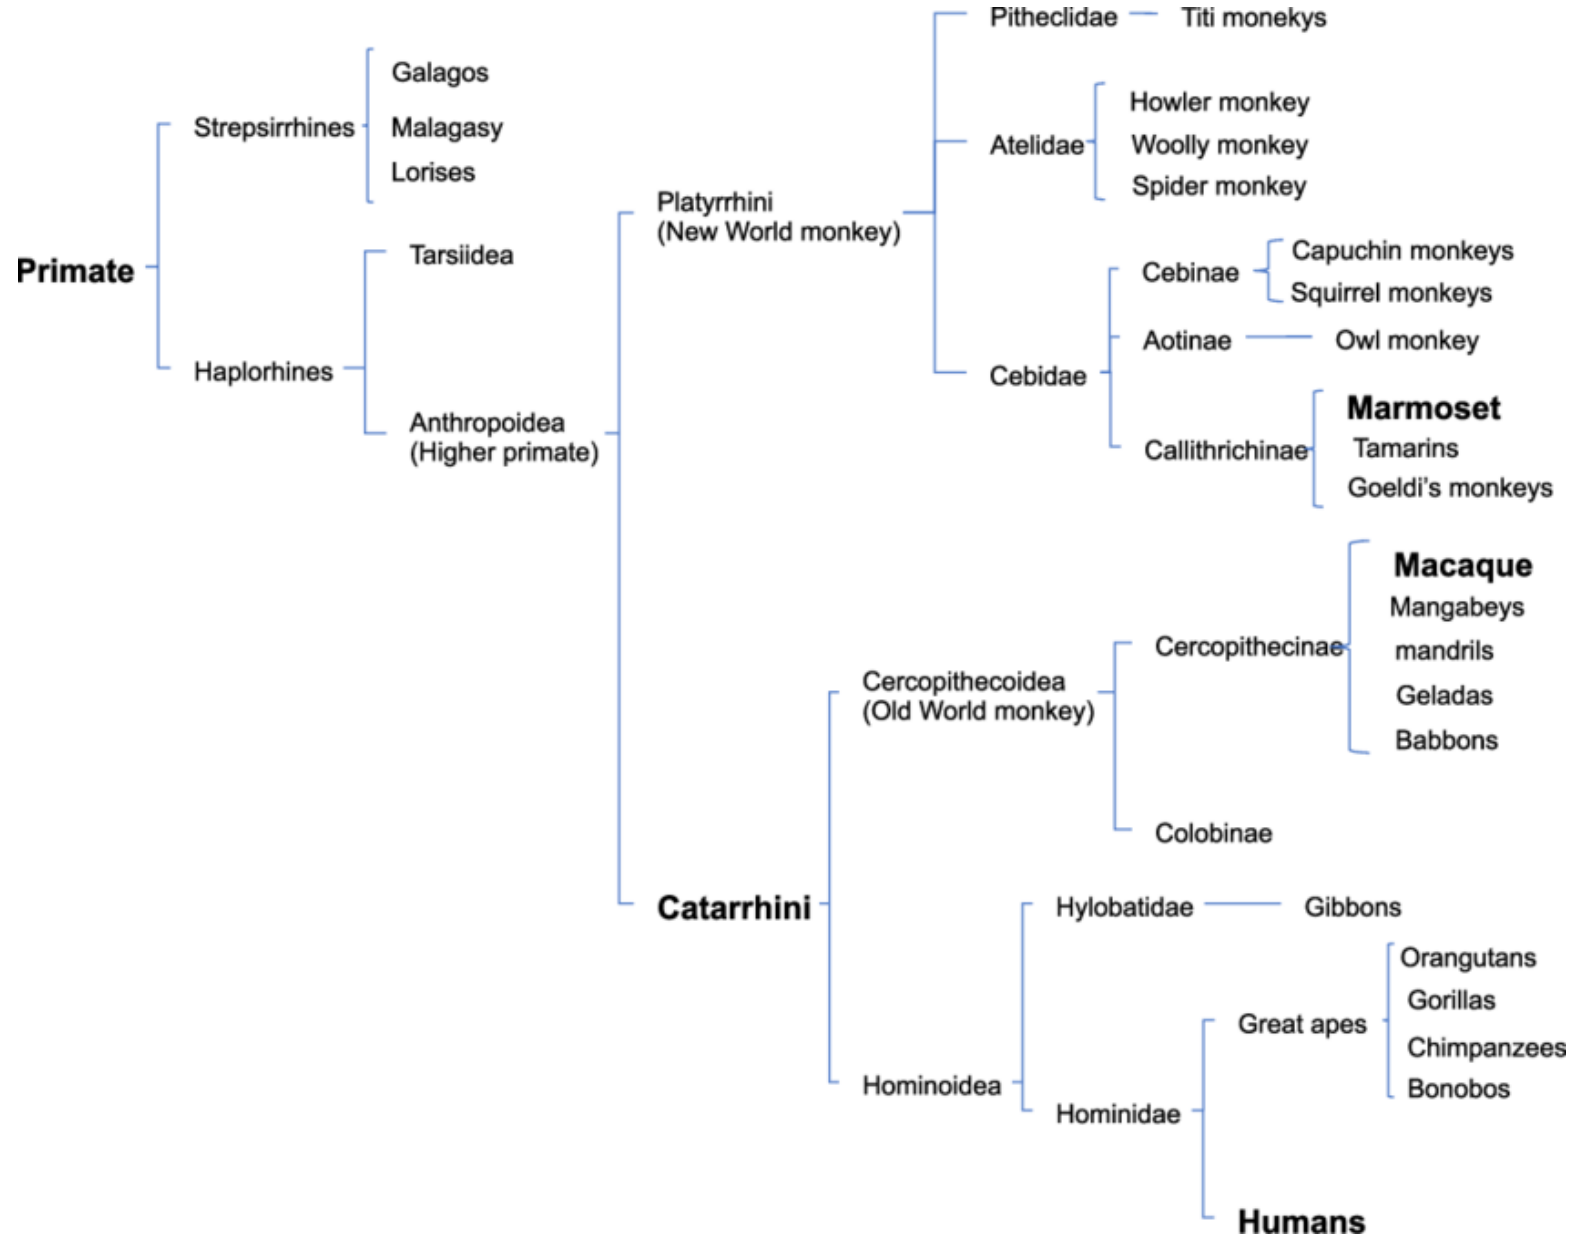 Primate
Strepsirrhines
Galagos
Malagasy
Lorises
Haplorhines
Tarsiidea
Anthropoidea
(Higher primate)
Platyrrhini
(New World monkey)
Pitheclidae
Titi monekys
Atelidae
Howler monkey
Woolly monkey
Spider monkey
Cebidae
Cebinae
Capuchin monkeys
Squirrel monkeys
Aotinae
Owl monkey
Callithrichinae
Marmoset
Tamarins
Goeldi's monkeys
Catarrhini
Cercopithecoidea
(Old World monkey)
Cercopithecinae
Macaque
Mangabeys
mandrils
Geladas
Babbons
Colobinae
Hominoidea
Hylobatidae
Gibbons
Hominidae
Great apes
Orangutans
Gorillas
Chimpanzees
Bonobos
Humans